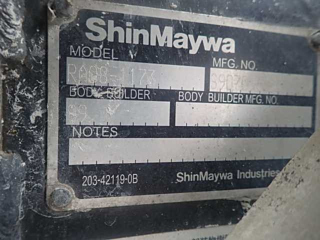 ShinMaywa
MODEL MFG. NO.
BODY BUILDER BODY BUILDER MFG. NO.
NOTES
203-42119-0B ShinMaywa Industries